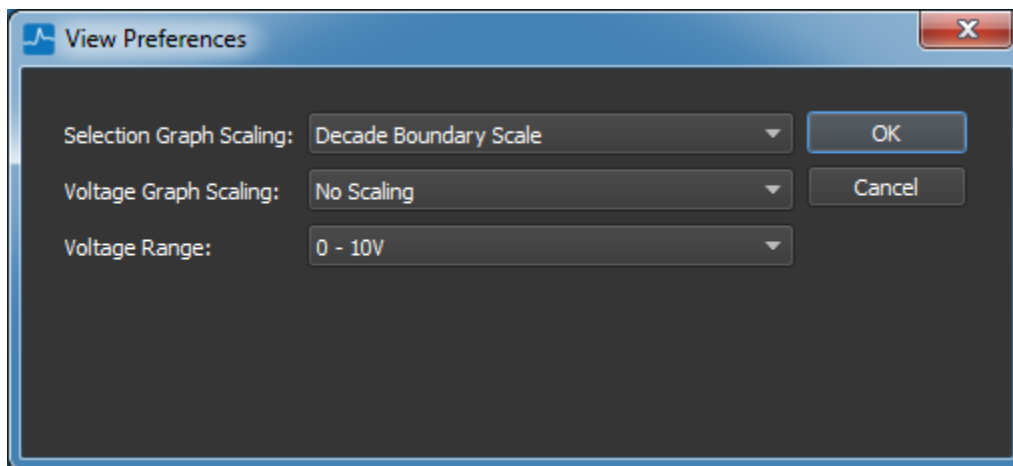 View Preferences
Selection Graph Scaling: Decade Boundary Scale OK
Voltage Graph Scaling: No Scaling Cancel
Voltage Range: 0 - 10V